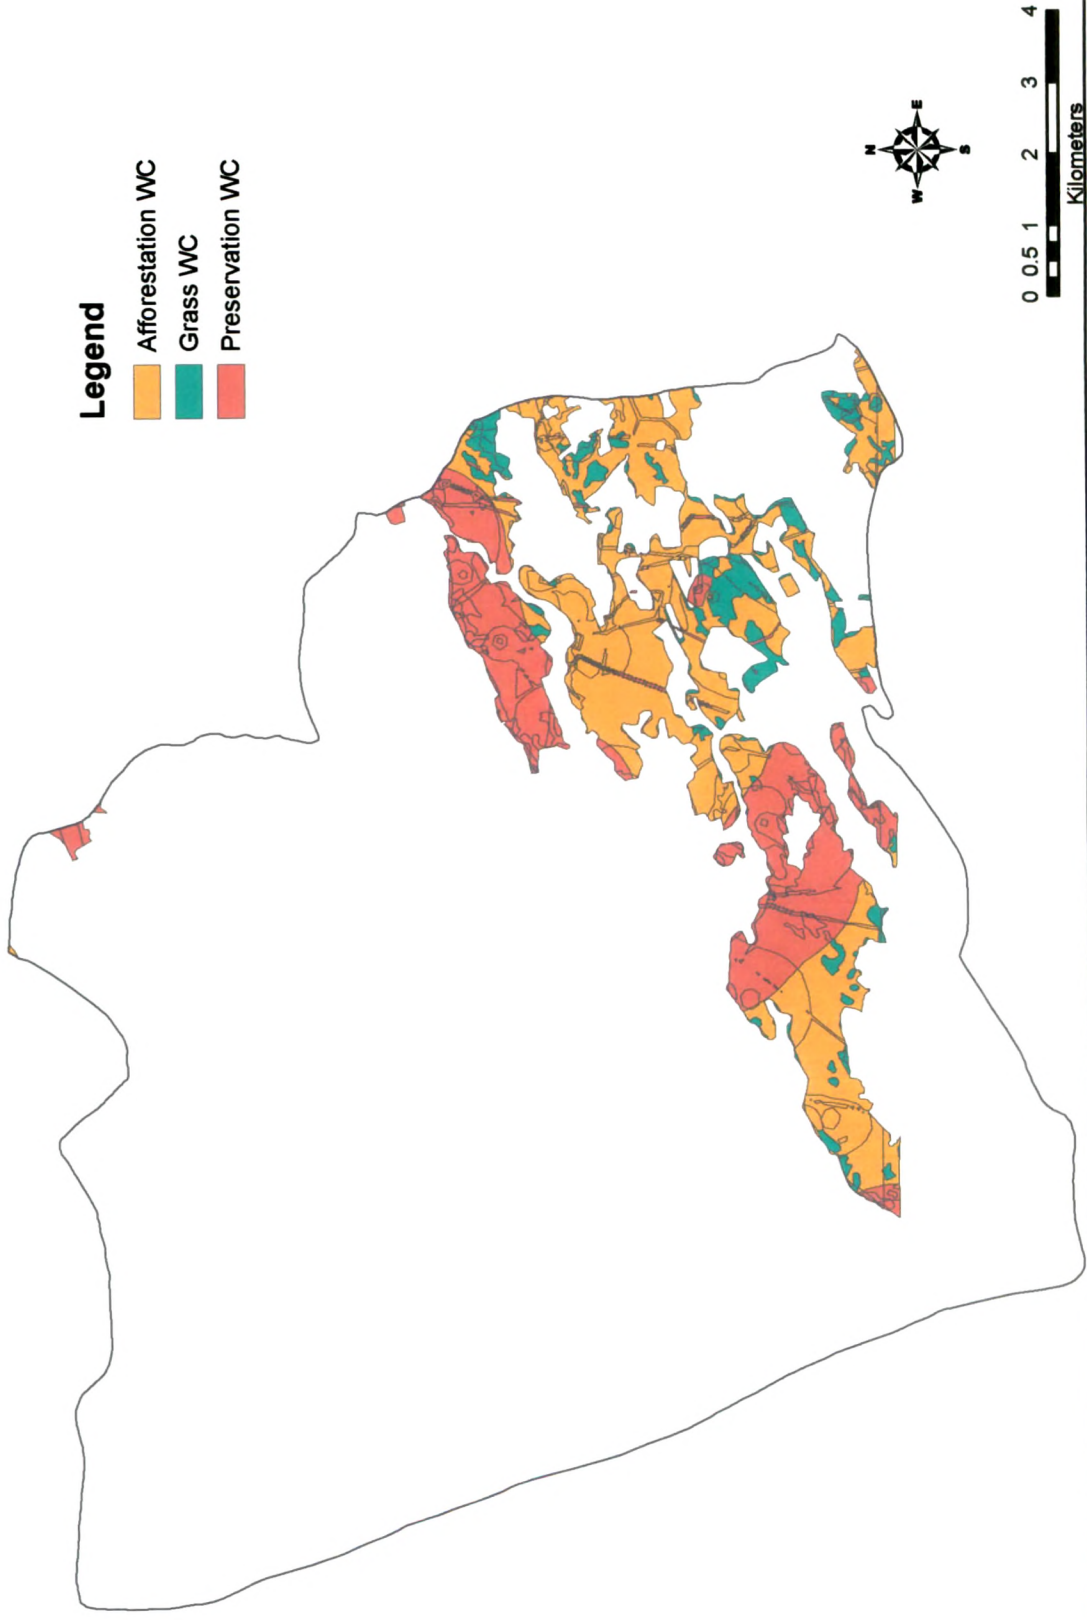 Legend
Afforestation WC
Grass WC
Preservation WC
N
W E
S
0 0.5 1 2 3 4
Kilometers